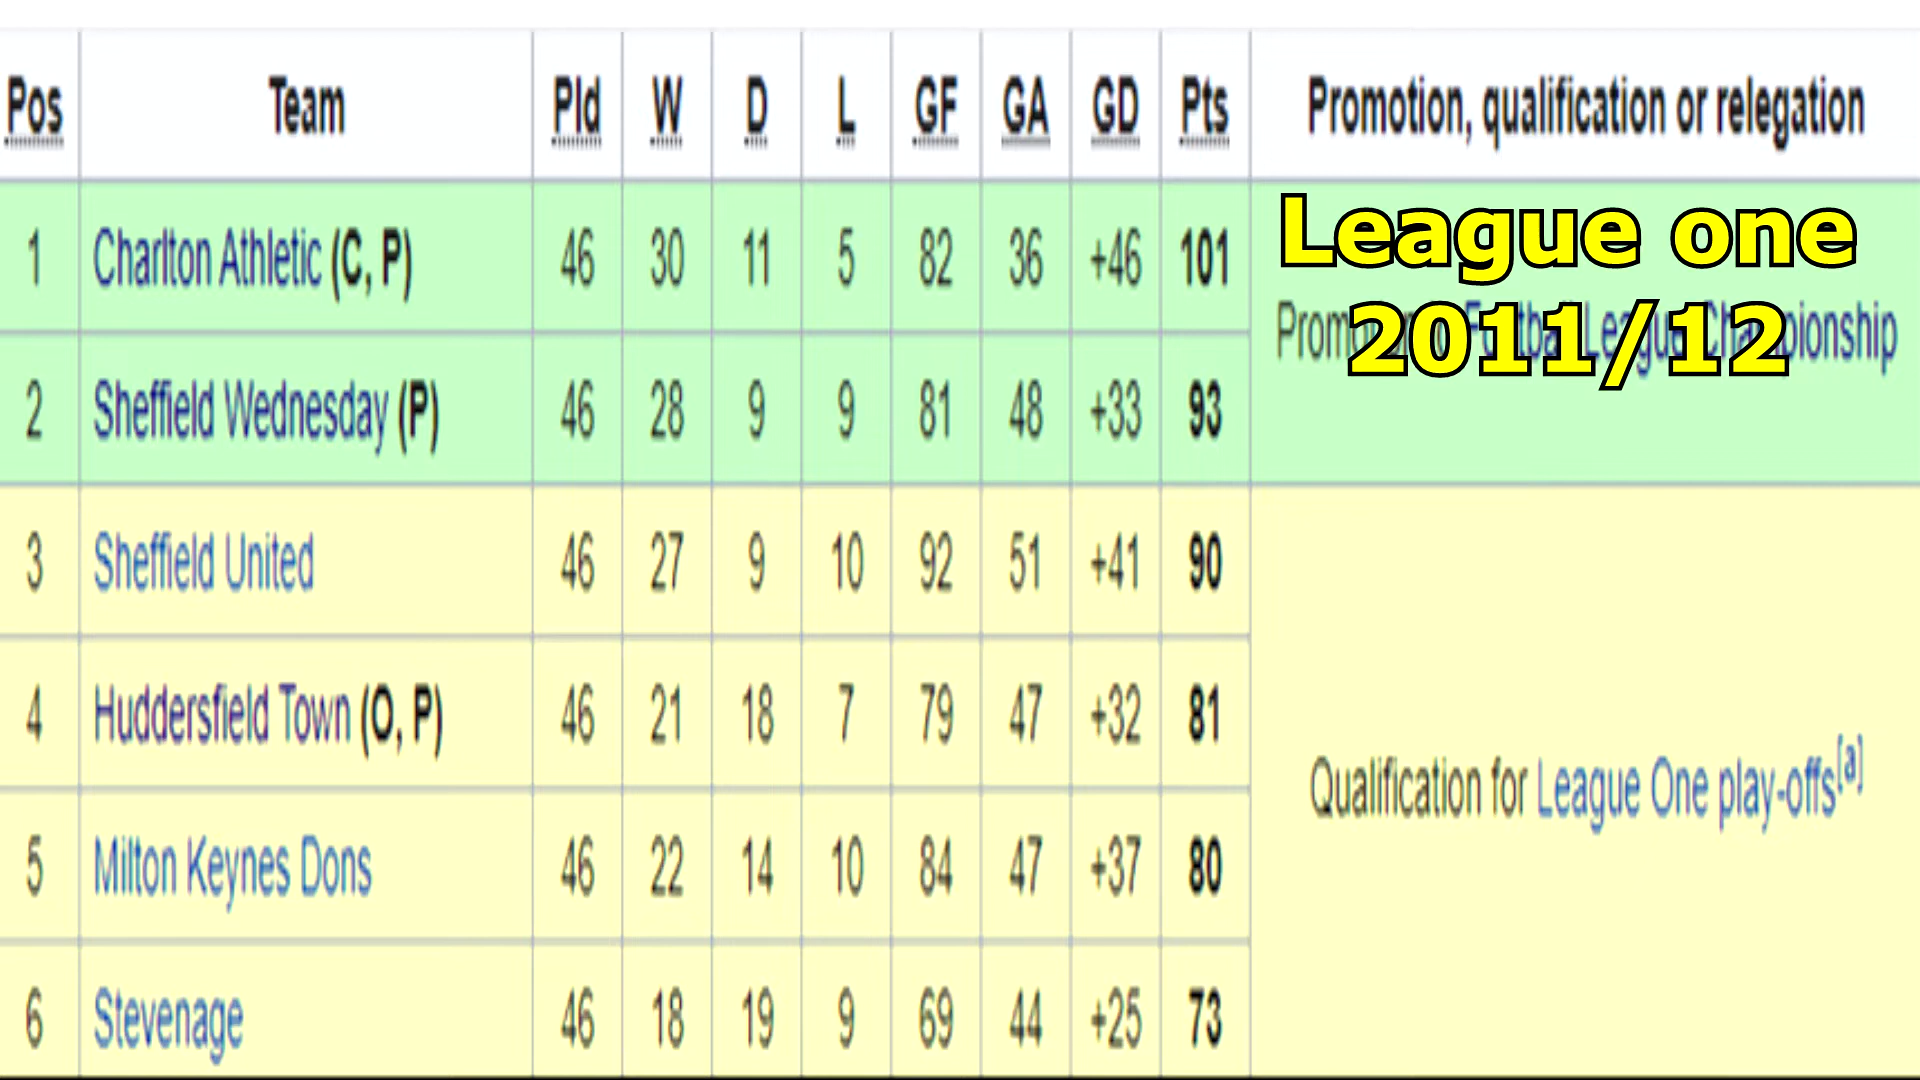 Pos Team Pld W D L GF GA GD Pts Promotion, qualification or relegation
1 Charlton Athletic (C, P) 46 30 11 5 82 36 +46 101
League one
2011/12
Football League Championship
2 Sheffield Wednesday (P) 46 28 9 9 81 48 +33 93
3 Sheffield United 46 27 9 10 92 51 +41 90
4 Huddersfield Town (O, P) 46 21 18 7 79 47 +32 81
Qualification for League One play-offs[a]
5 Milton Keynes Dons 46 22 14 10 84 47 +37 80
6 Stevenage 46 18 19 9 69 44 +25 73